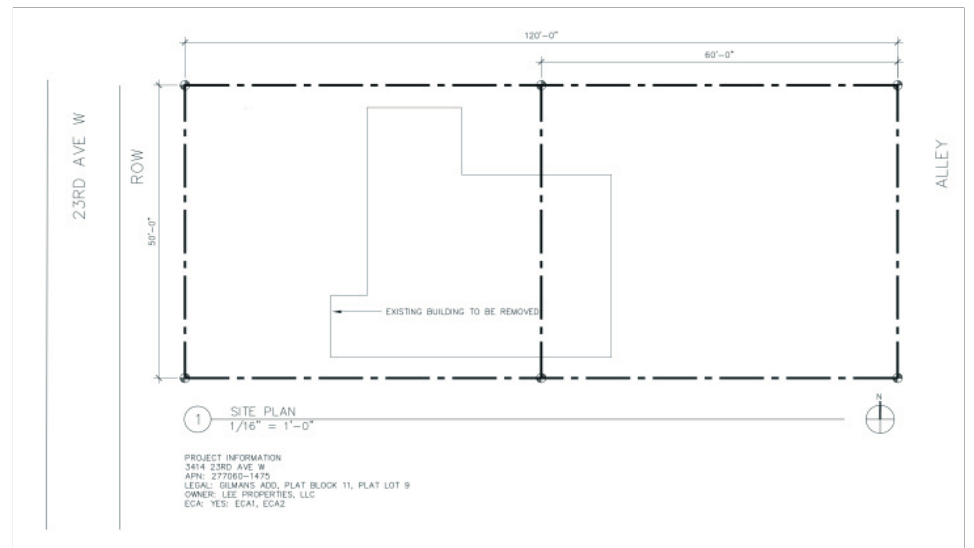 120'-0"
60'-0"
23RD AVE W
ROW
50'-0"
ALLEY
EXISTING BUILDING TO BE REMOVED
N
1
SITE PLAN
1/16" = 1'-0"
PROJECT INFORMATION
3414 23RD AVE W
APN: 277060-1475
LEGAL: GILMANS ADD, PLAT BLOCK 11, PLAT LOT 9
OWNER: LEE PROPERTIES, LLC
ECA: YES: ECA1, ECA2